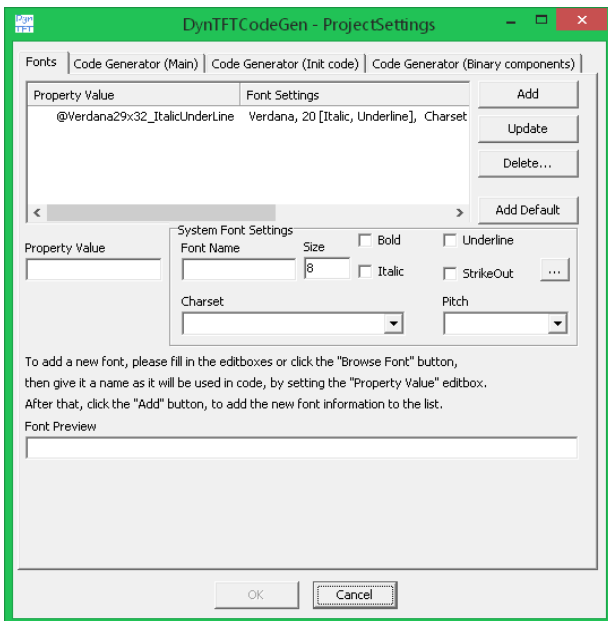 Dyn
TFT
DynTFTCodeGen - ProjectSettings
Fonts
Code Generator (Main)
Code Generator (Init code)
Code Generator (Binary components)
Property Value
Font Settings
@Verdana29x32_ItalicUnderLine
Verdana, 20 [Italic, Underline], Charset
Add
Update
Delete...
Add Default
Property Value
System Font Settings
Font Name
Size
8
Bold
Underline
Italic
StrikeOut
...
Charset
Pitch
To add a new font, please fill in the editboxes or click the "Browse Font" button,
then give it a name as it will be used in code, by setting the "Property Value" editbox.
After that, click the "Add" button, to add the new font information to the list.
Font Preview
OK
Cancel